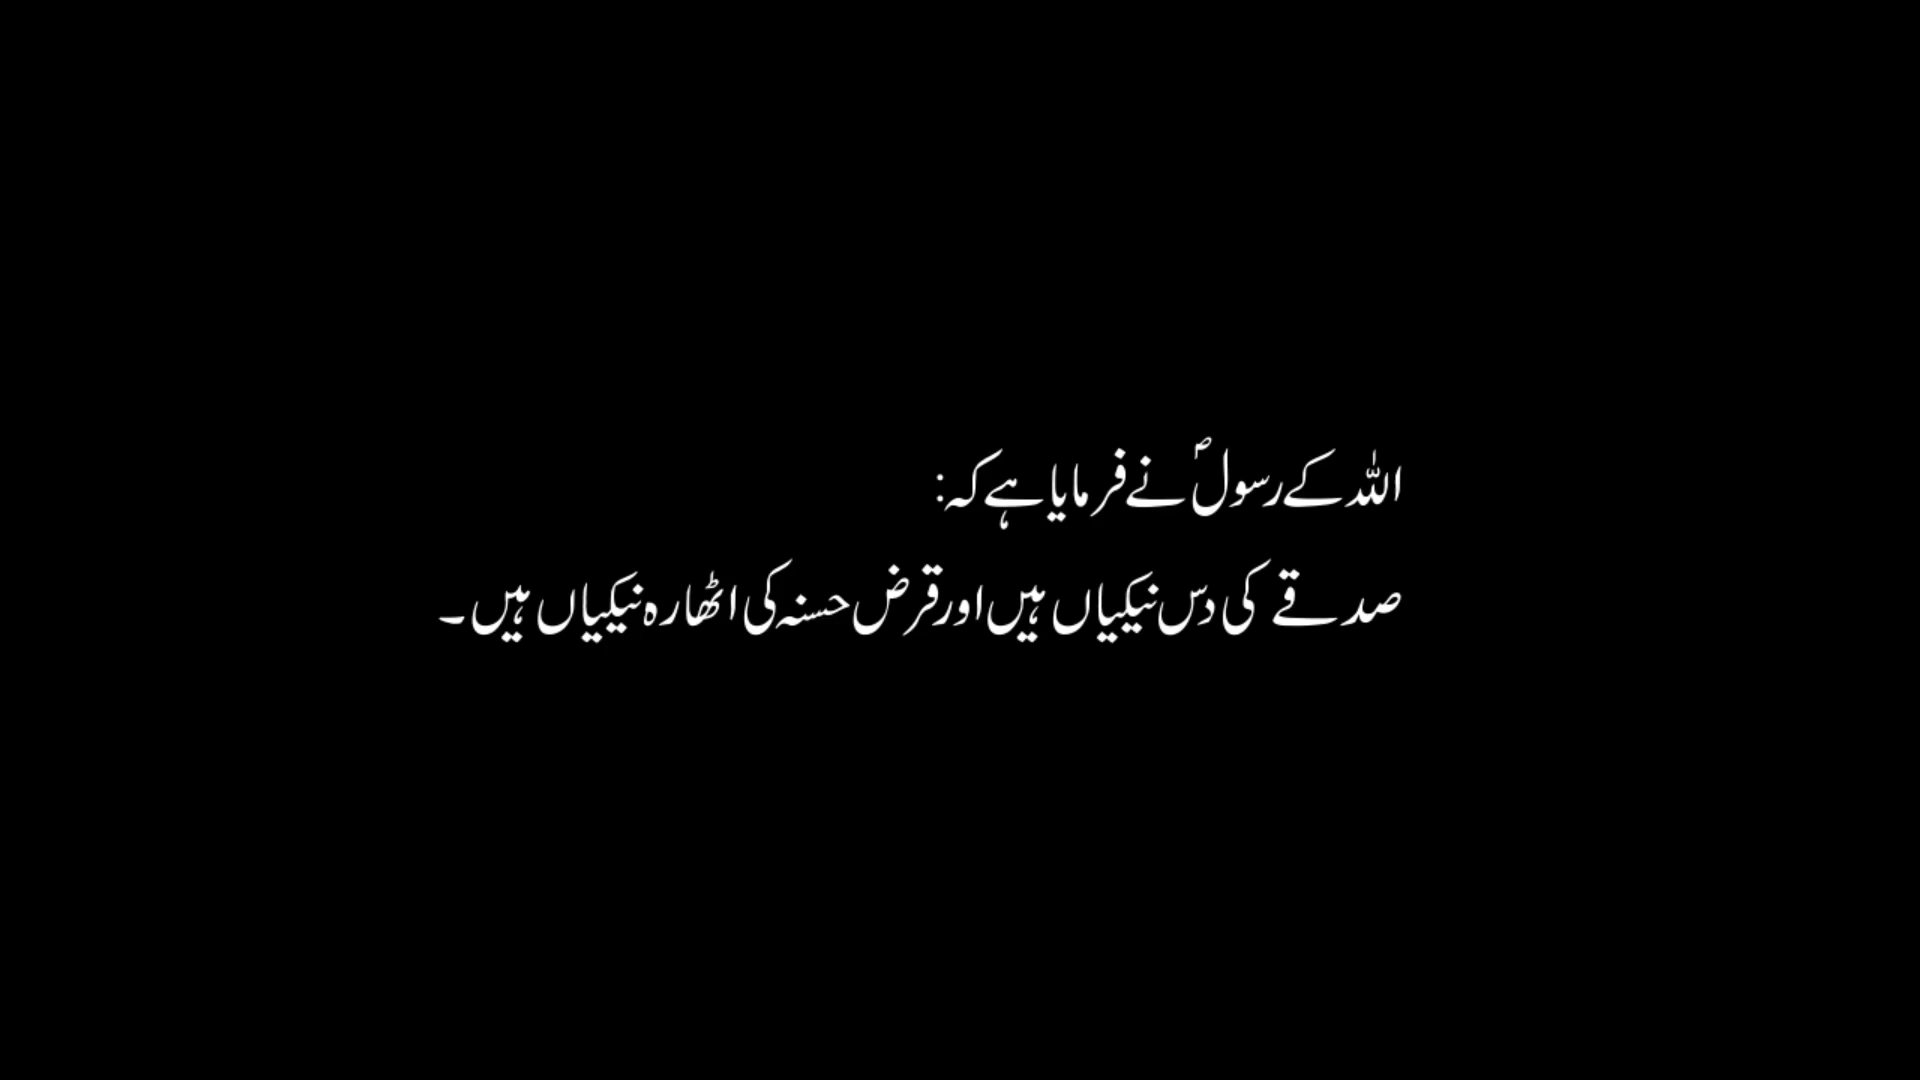 اللہ کے رسولؐ نے فرمایا ہے کہ:
صدقے کی دس نیکیاں ہیں اور قرض حسنہ کی اٹھارہ نیکیاں ہیں۔